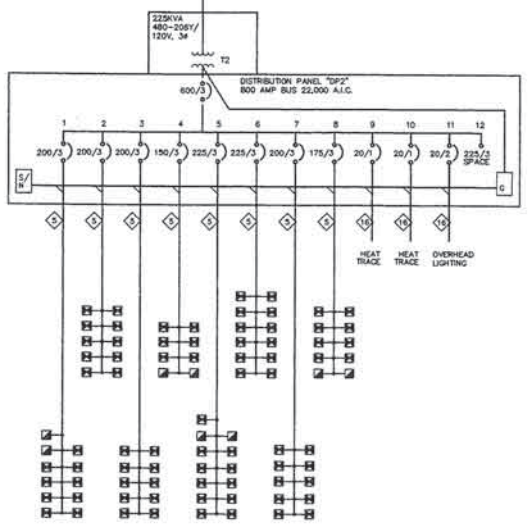 225KVA
480-208Y/
120V, 3ø
T2
600/3
DISTRIBUTION PANEL "DP2"
800 AMP BUS 22,000 A.I.C.
1 2 3 4 5 6 7 8 9 10 11 12
200/3 200/3 200/3 150/3 225/3 225/3 200/3 175/3 20/1 20/1 20/2 225/3
SPACE
S/
N
G
5 5 5 5 5 5 5 5 16 16 16
HEAT
TRACE
HEAT
TRACE
OVERHEAD
LIGHTING